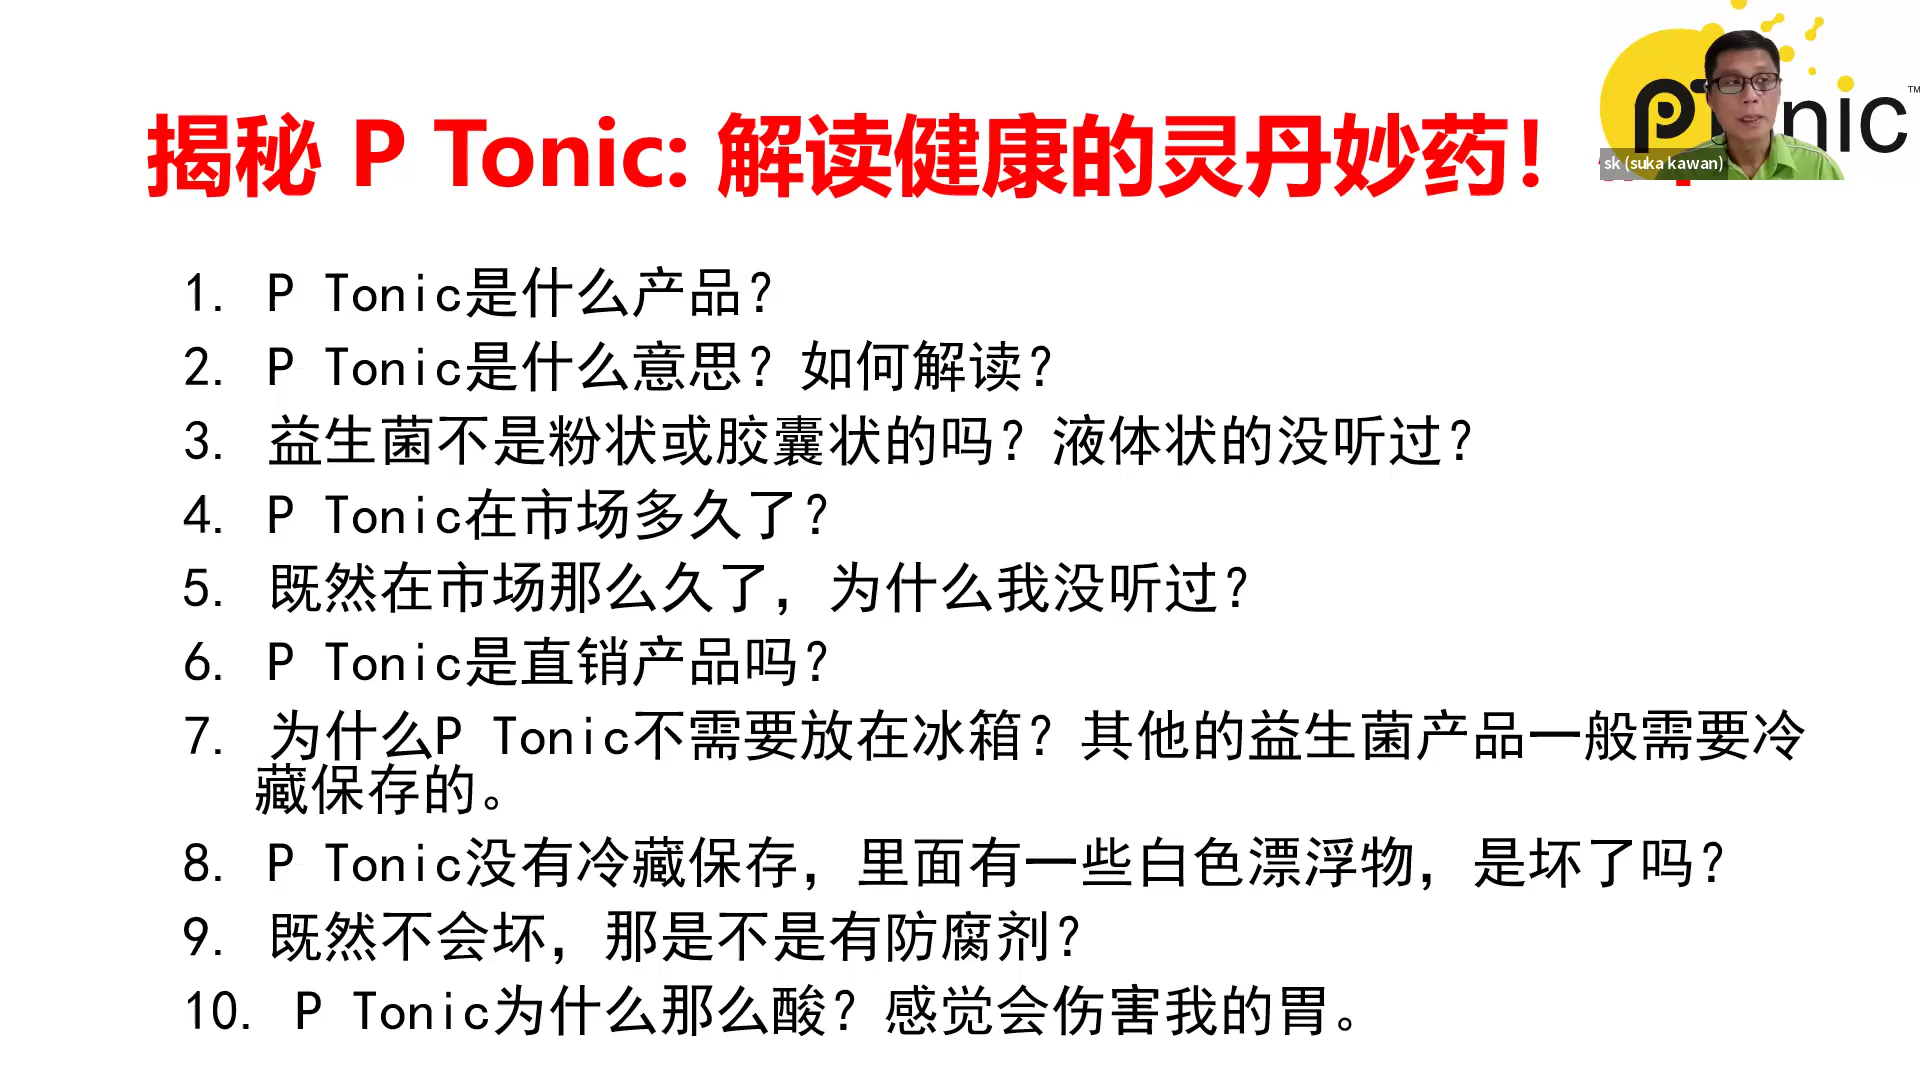 揭秘 P Tonic: 解读健康的灵丹妙药！
pTonic™
sk (suka kawan)
1. P Tonic是什么产品？
2. P Tonic是什么意思？如何解读？
3. 益生菌不是粉状或胶囊状的吗？液体状的没听过？
4. P Tonic在市场多久了？
5. 既然在市场那么久了，为什么我没听过？
6. P Tonic是直销产品吗？
7. 为什么P Tonic不需要放在冰箱？其他的益生菌产品一般需要冷
藏保存的。
8. P Tonic没有冷藏保存，里面有一些白色漂浮物，是坏了吗？
9. 既然不会坏，那是不是有防腐剂？
10. P Tonic为什么那么酸？感觉会伤害我的胃。